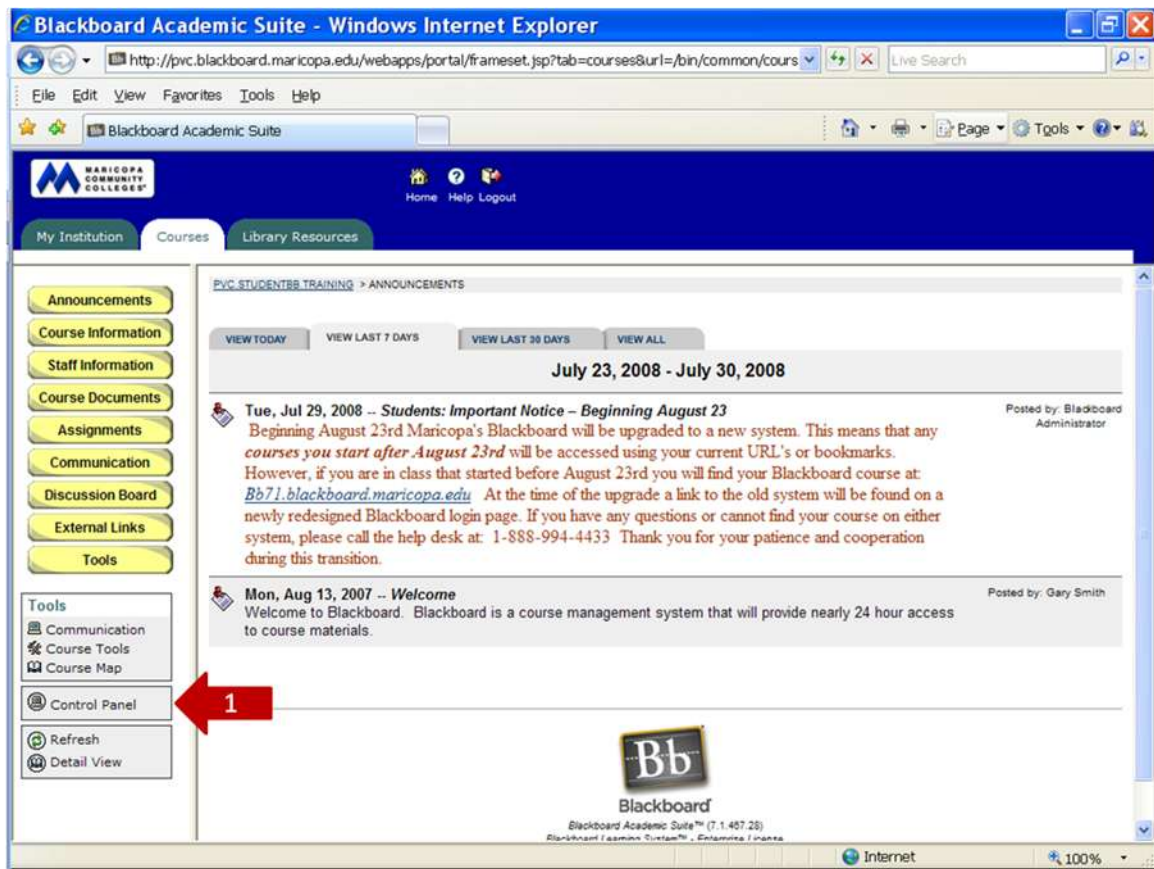 Blackboard Academic Suite - Windows Internet Explorer
http://pvc.blackboard.maricopa.edu/webapps/portal/frameset.jsp?tab=courses&url=/bin/common/cours
Live Search
File Edit View Favorites Tools Help
Blackboard Academic Suite
Page Tools
MARICOPA
COMMUNITY
COLLEGES
Home Help Logout
My Institution Courses Library Resources
PVC STUDENTBB TRAINING > ANNOUNCEMENTS
Announcements
Course Information
Staff Information
Course Documents
Assignments
Communication
Discussion Board
External Links
Tools
Tools
Communication
Course Tools
Course Map
Control Panel
1
Refresh
Detail View
VIEW TODAY VIEW LAST 7 DAYS VIEW LAST 30 DAYS VIEW ALL
July 23, 2008 - July 30, 2008
Tue, Jul 29, 2008 -- Students: Important Notice – Beginning August 23
Posted by: Blackboard
Administrator
Beginning August 23rd Maricopa's Blackboard will be upgraded to a new system. This means that any
courses you start after August 23rd will be accessed using your current URL's or bookmarks.
However, if you are in class that started before August 23rd you will find your Blackboard course at:
Bb71.blackboard.maricopa.edu At the time of the upgrade a link to the old system will be found on a
newly redesigned Blackboard login page. If you have any questions or cannot find your course on either
system, please call the help desk at: 1-888-994-4433 Thank you for your patience and cooperation
during this transition.
Mon, Aug 13, 2007 -- Welcome
Posted by: Gary Smith
Welcome to Blackboard. Blackboard is a course management system that will provide nearly 24 hour access
to course materials.
Bb
Blackboard
Blackboard Academic Suite™ (7.1.467.28)
Blackboard Learning System™ - Enterprise License
Internet
100%